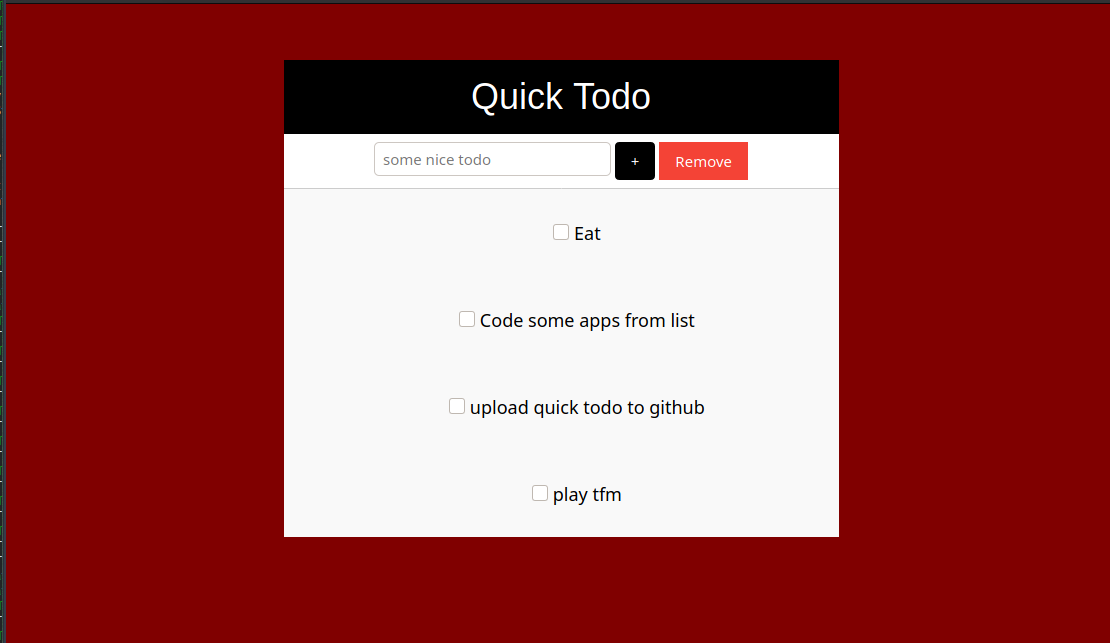 Quick Todo
some nice todo + Remove
Eat
Code some apps from list
upload quick todo to github
play tfm